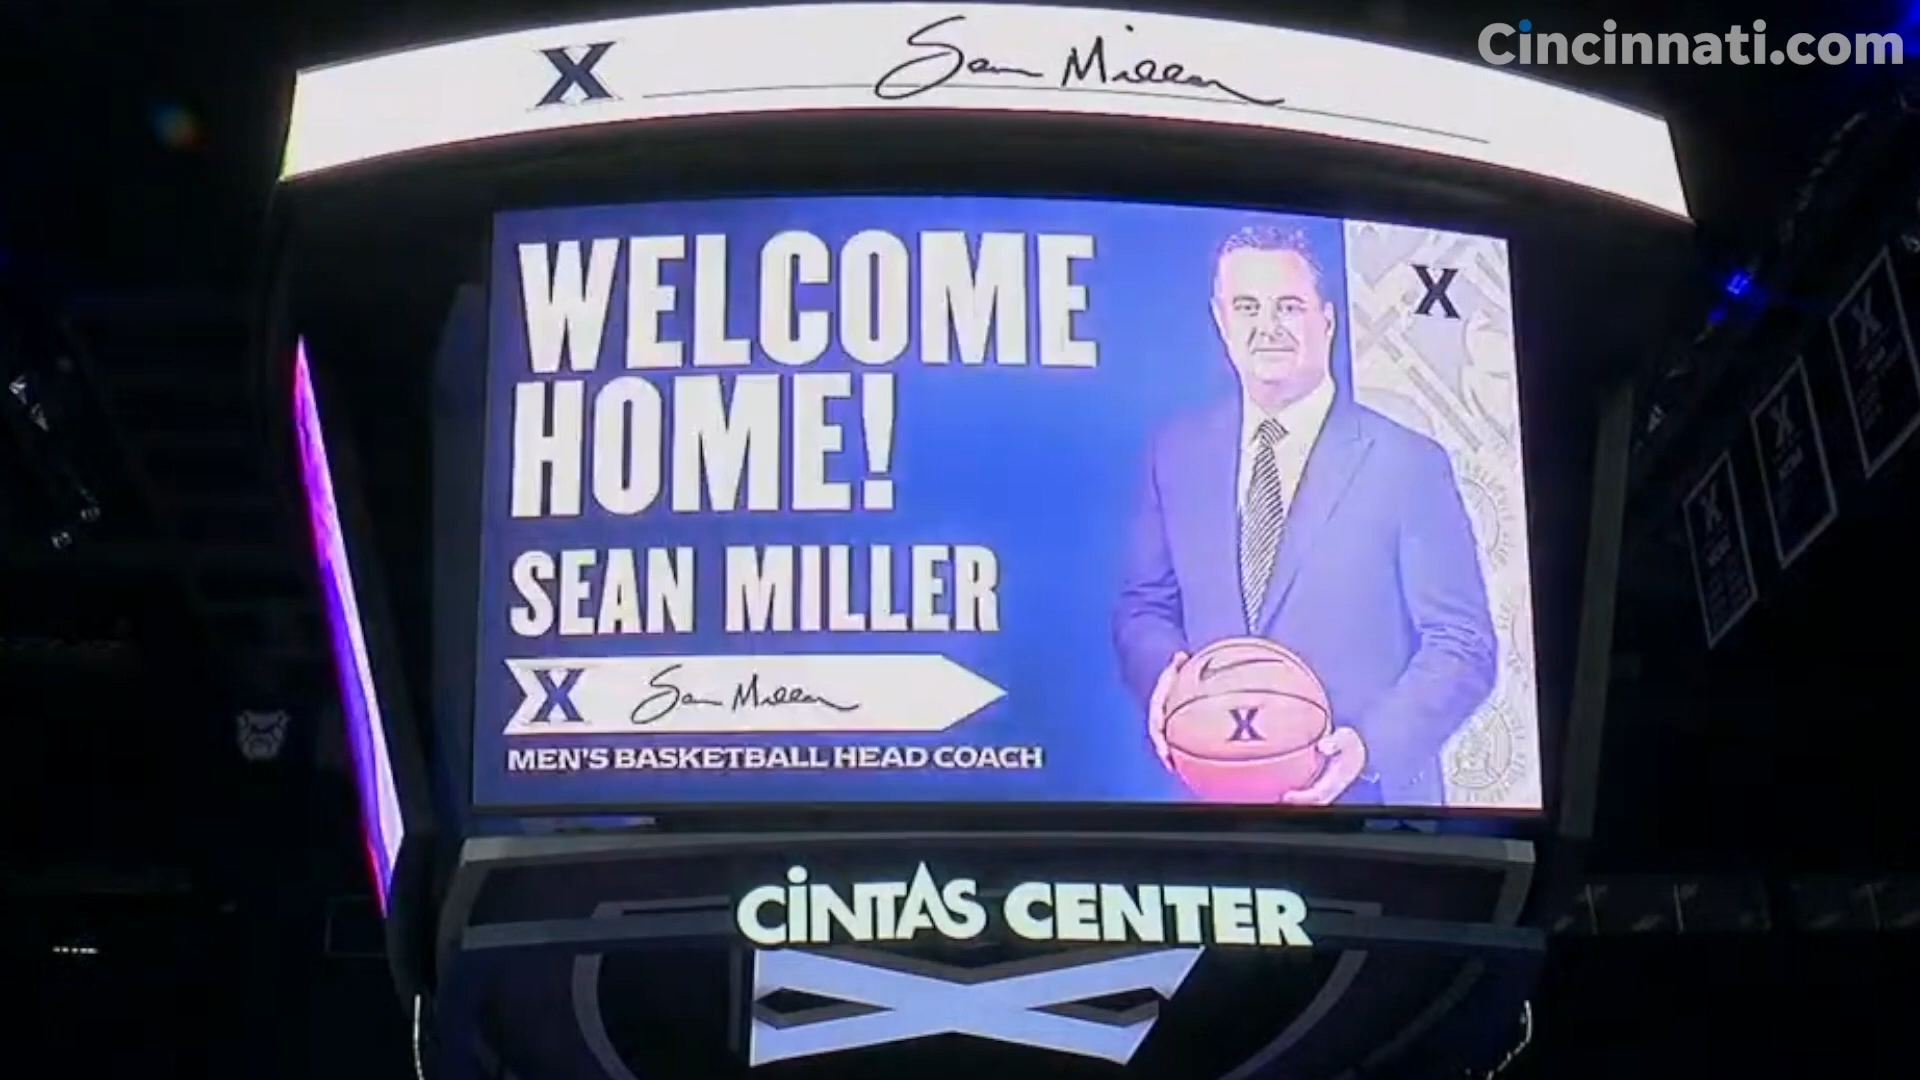 Cincinnati.com
X Sean Miller
WELCOME
HOME!
SEAN MILLER
X Sean Miller
MEN'S BASKETBALL HEAD COACH
X
X
CINTAS CENTER
X